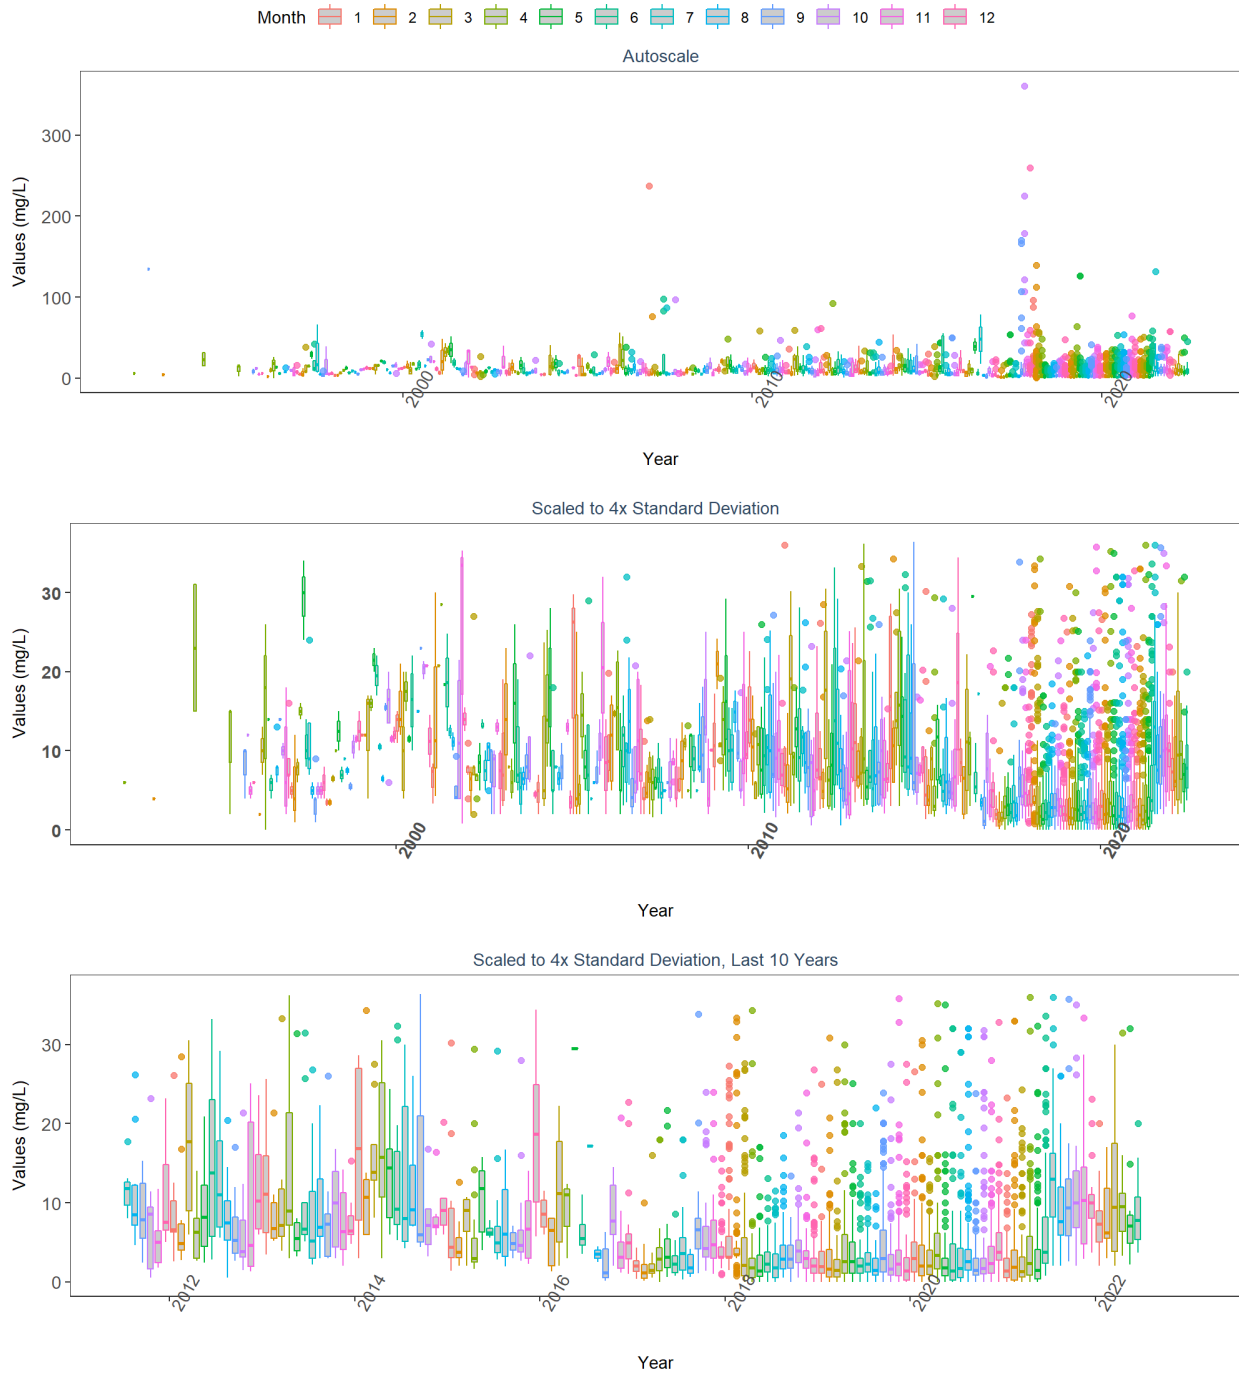 Month 1 2 3 4 5 6 7 8 9 10 11 12
Autoscale
Values (mg/L)
300
200
100
0
2000 2010 2020
Year
Scaled to 4x Standard Deviation
Values (mg/L)
30
20
10
0
2000 2010 2020
Year
Scaled to 4x Standard Deviation, Last 10 Years
Values (mg/L)
30
20
10
0
2012 2014 2016 2018 2020 2022
Year